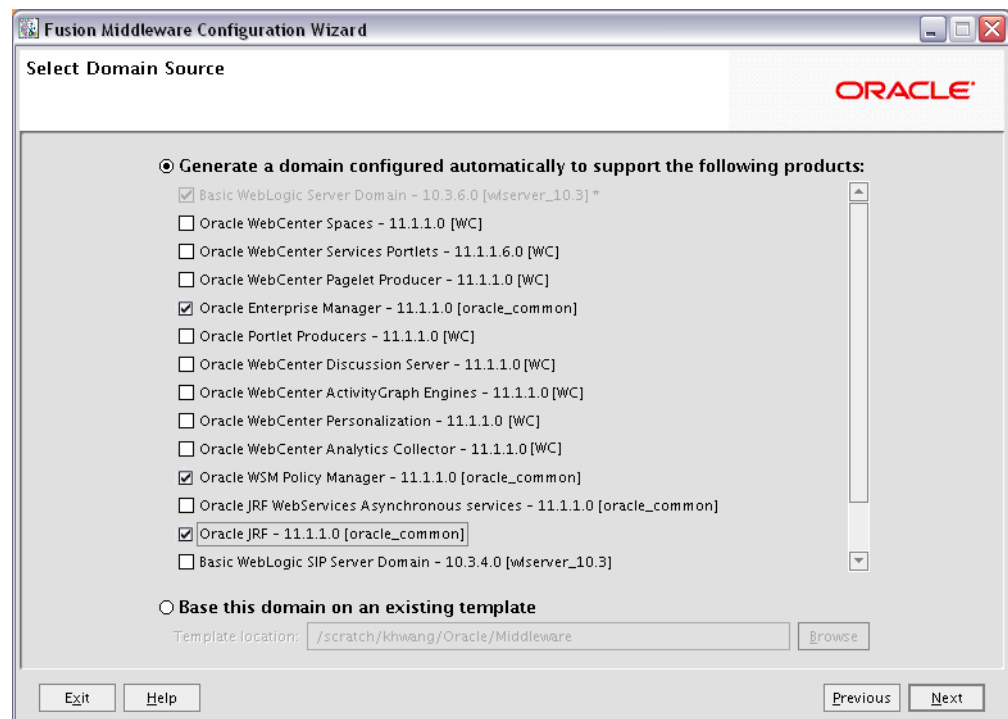 Fusion Middleware Configuration Wizard
Select Domain Source
ORACLE
Generate a domain configured automatically to support the following products:
Basic WebLogic Server Domain - 10.3.6.0 [wlserver_10.3] *
Oracle WebCenter Spaces - 11.1.1.0 [WC]
Oracle WebCenter Services Portlets - 11.1.1.6.0 [WC]
Oracle WebCenter Pagelet Producer - 11.1.1.0 [WC]
Oracle Enterprise Manager - 11.1.1.0 [oracle_common]
Oracle Portlet Producers - 11.1.1.0 [WC]
Oracle WebCenter Discussion Server - 11.1.1.0 [WC]
Oracle WebCenter ActivityGraph Engines - 11.1.1.0 [WC]
Oracle WebCenter Personalization - 11.1.1.0 [WC]
Oracle WebCenter Analytics Collector - 11.1.1.0 [WC]
Oracle WSM Policy Manager - 11.1.1.0 [oracle_common]
Oracle JRF WebServices Asynchronous services - 11.1.1.0 [oracle_common]
Oracle JRF - 11.1.1.0 [oracle_common]
Basic WebLogic SIP Server Domain - 10.3.4.0 [wlserver_10.3]
Base this domain on an existing template
Template location: /scratch/khwang/Oracle/Middleware Browse
Exit Help Previous Next